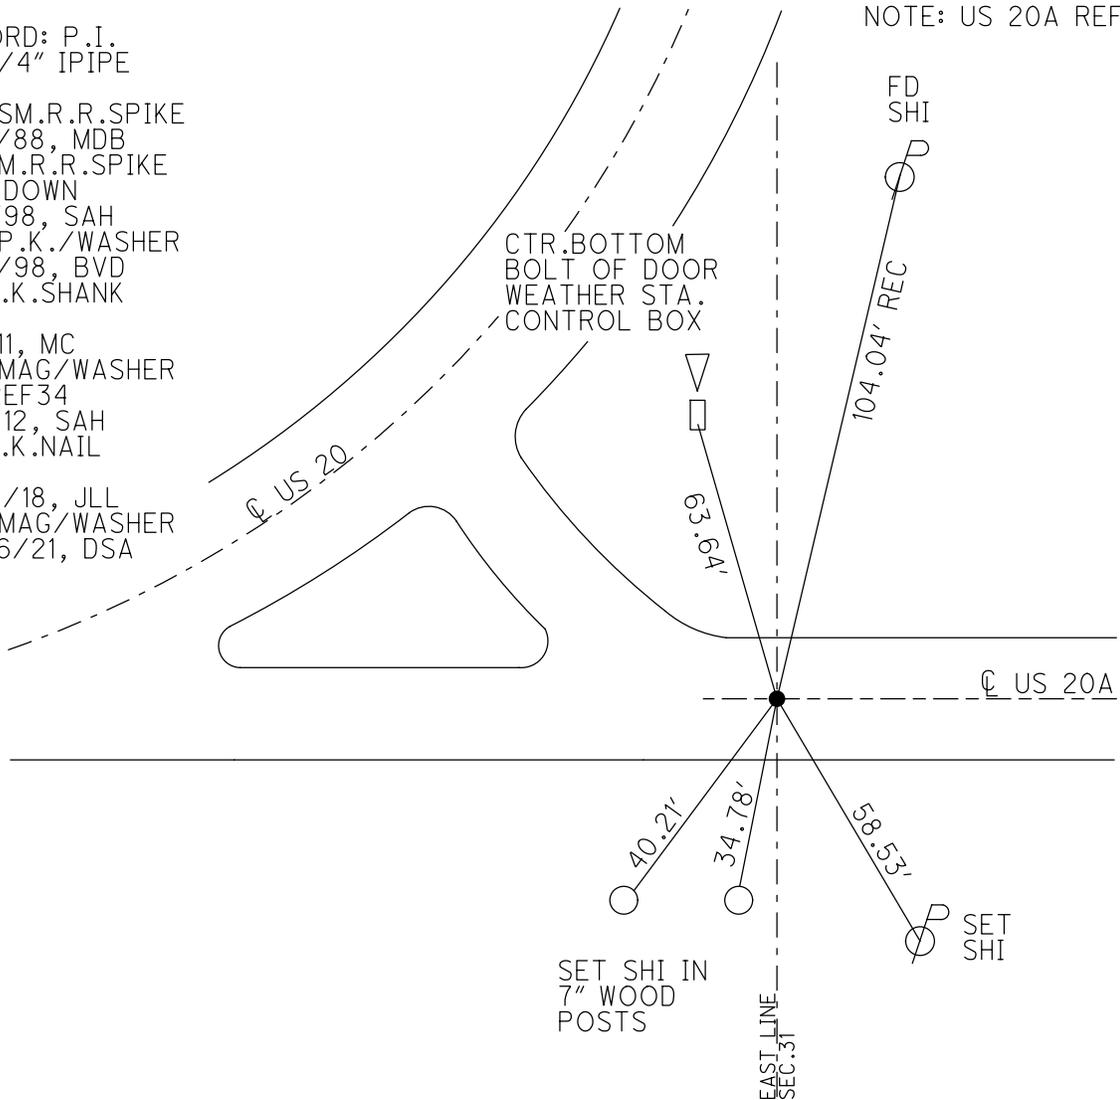 NOTE: US 20A REF
ORD: P.I.
/4" IPIPE
SM.R.R.SPIKE
/88, MDB
M.R.R.SPIKE
DOWN
/98, SAH
P.K./WASHER
/98, BVD
.K.SHANK
11, MC
MAG/WASHER
EF34
12, SAH
.K.NAIL
/18, JLL
MAG/WASHER
6/21, DSA
FD
SHI
CTR.BOTTOM
BOLT OF DOOR
WEATHER STA.
CONTROL BOX
104.04' REC
℄ US 20
63.64'
℄ US 20A
40.21'
34.78'
58.53'
SET
SHI
SET SHI IN
7" WOOD
POSTS
EAST LINE
SEC.31